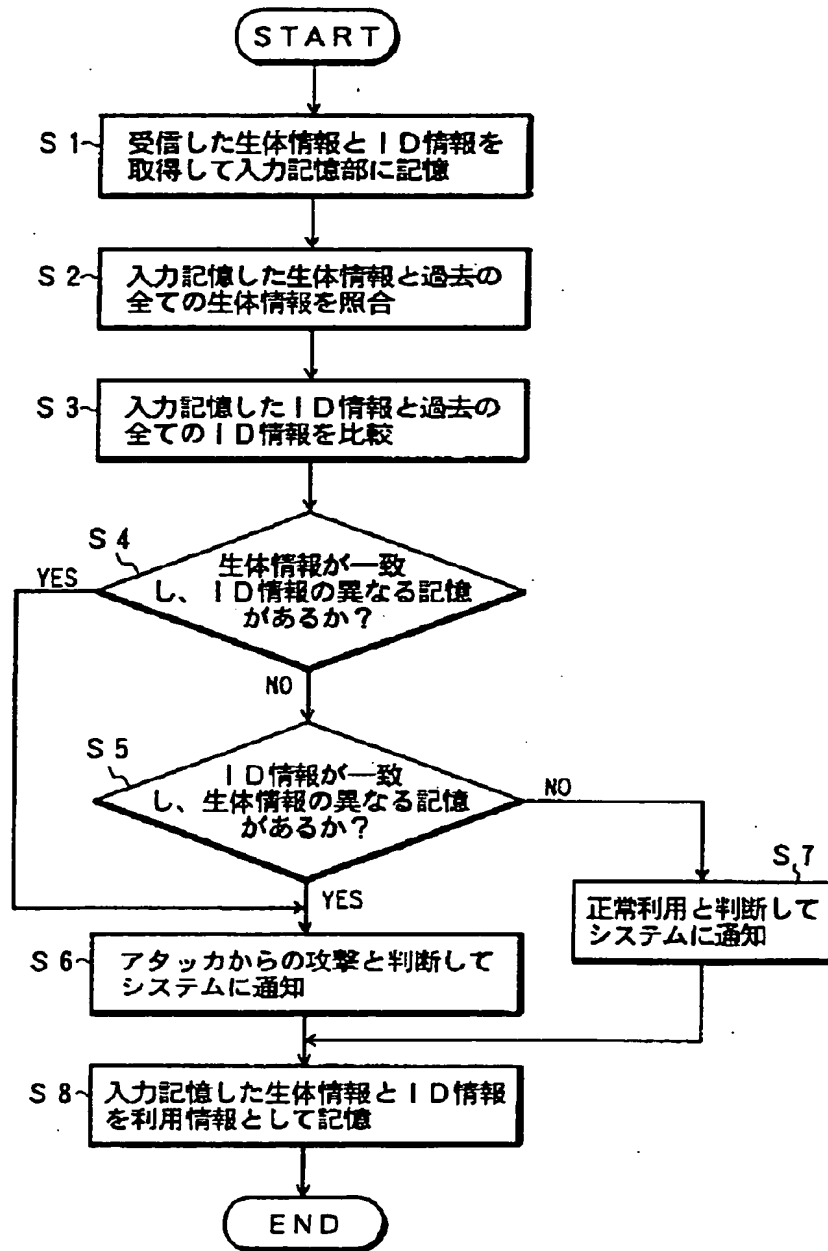 START
S1
受信した生体情報とID情報を
取得して入力記憶部に記憶
S2
入力記憶した生体情報と過去の
全ての生体情報を照合
S3
入力記憶したID情報と過去の
全てのID情報を比較
S4
生体情報が一致
し、ID情報の異なる記憶
があるか？
YES
NO
S5
ID情報が一致
し、生体情報の異なる記憶
があるか？
NO
YES
S7
正常利用と判断して
システムに通知
S6
アタッカからの攻撃と判断して
システムに通知
S8
入力記憶した生体情報とID情報
を利用情報として記憶
END